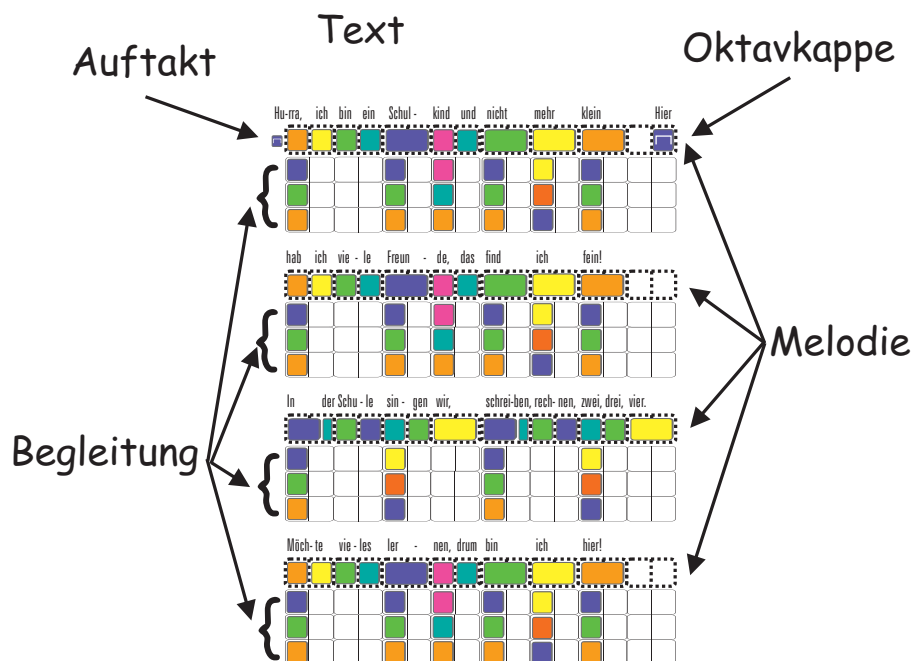 Text
Auftakt
Oktavkappe
Hu-rra, ich bin ein Schul - kind und nicht mehr klein Hier
hab ich vie - le Freun - de, das find ich fein!
Melodie
In der Schu - le sin - gen wir, schrei-ben, rech- nen, zwei, drei, vier.
Begleitung
Möch- te vie - les ler - nen, drum bin ich hier!